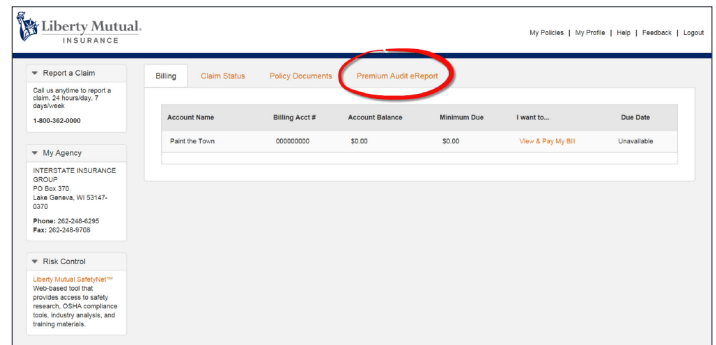 Liberty Mutual.
INSURANCE
My Policies | My Profile | Help | Feedback | Logout
Report a Claim
Call us anytime to report a
claim, 24 hours/day, 7
days/week
1-800-362-0000
My Agency
INTERSTATE INSURANCE
GROUP
PO Box 370
Lake Geneva, WI 53147-
0370
Phone: 262-248-6295
Fax: 262-248-9708
Risk Control
Liberty Mutual SafetyNet™
Web-based tool that
provides access to safety
research, OSHA compliance
tools, industry analysis, and
training materials.
Billing Claim Status Policy Documents Premium Audit eReport
Account Name Billing Acct # Account Balance Minimum Due I want to... Due Date
Paint the Town 000000000 $0.00 $0.00 View & Pay My Bill Unavailable